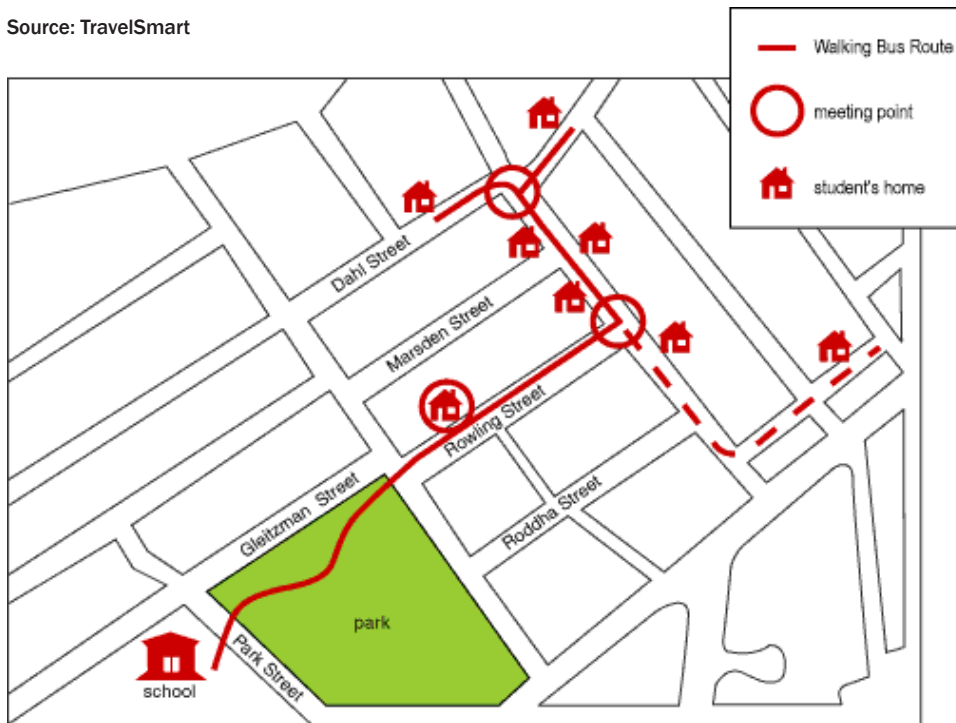 Source: TravelSmart
Walking Bus Route
meeting point
student's home
Dahl Street
Marsden Street
Rowling Street
Gleitzman Street
Roddha Street
park
Park Street
school